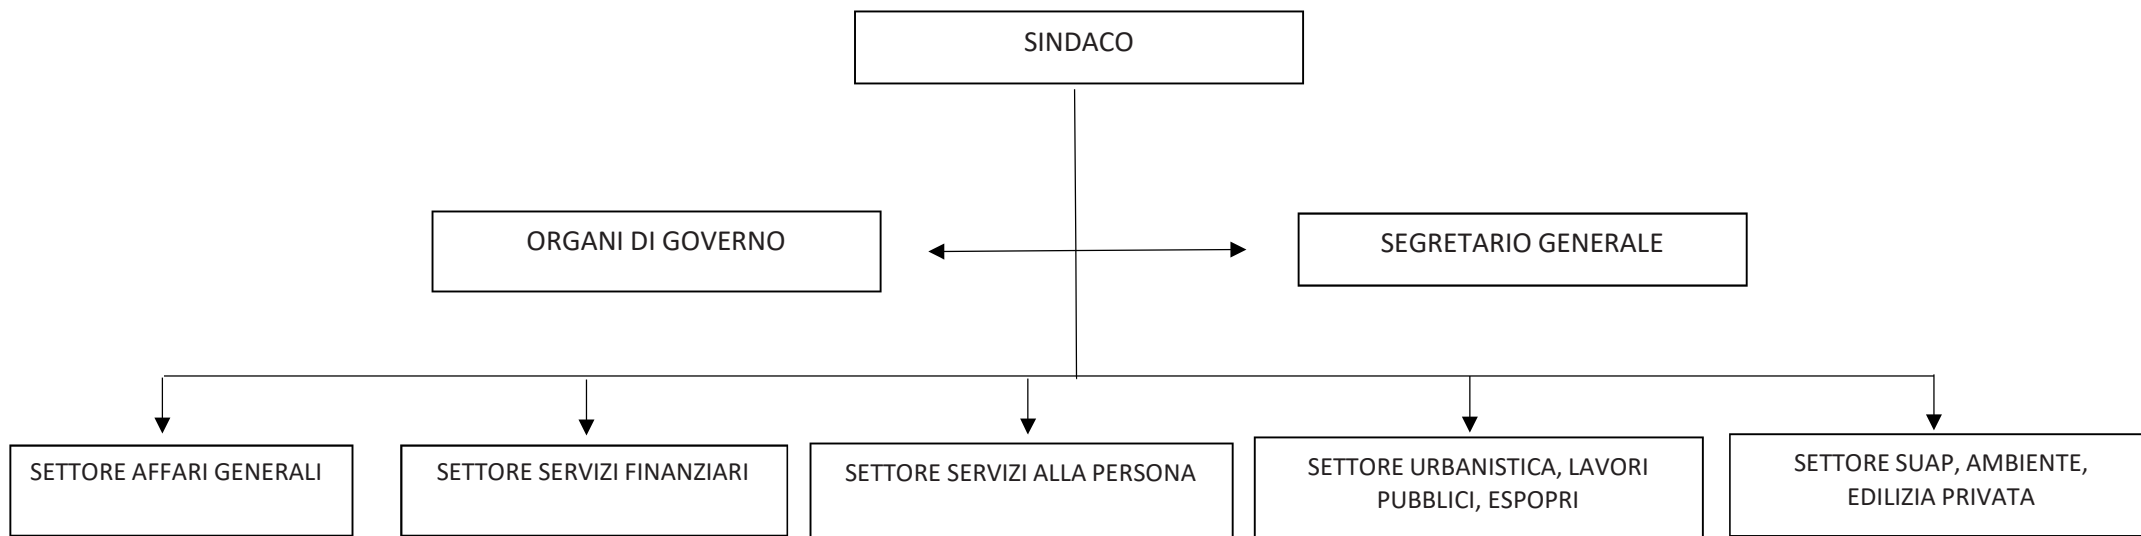 SINDACO
ORGANI DI GOVERNO
SEGRETARIO GENERALE
SETTORE AFFARI GENERALI
SETTORE SERVIZI FINANZIARI
SETTORE SERVIZI ALLA PERSONA
SETTORE URBANISTICA, LAVORI
PUBBLICI, ESPOPRI
SETTORE SUAP, AMBIENTE,
EDILIZIA PRIVATA